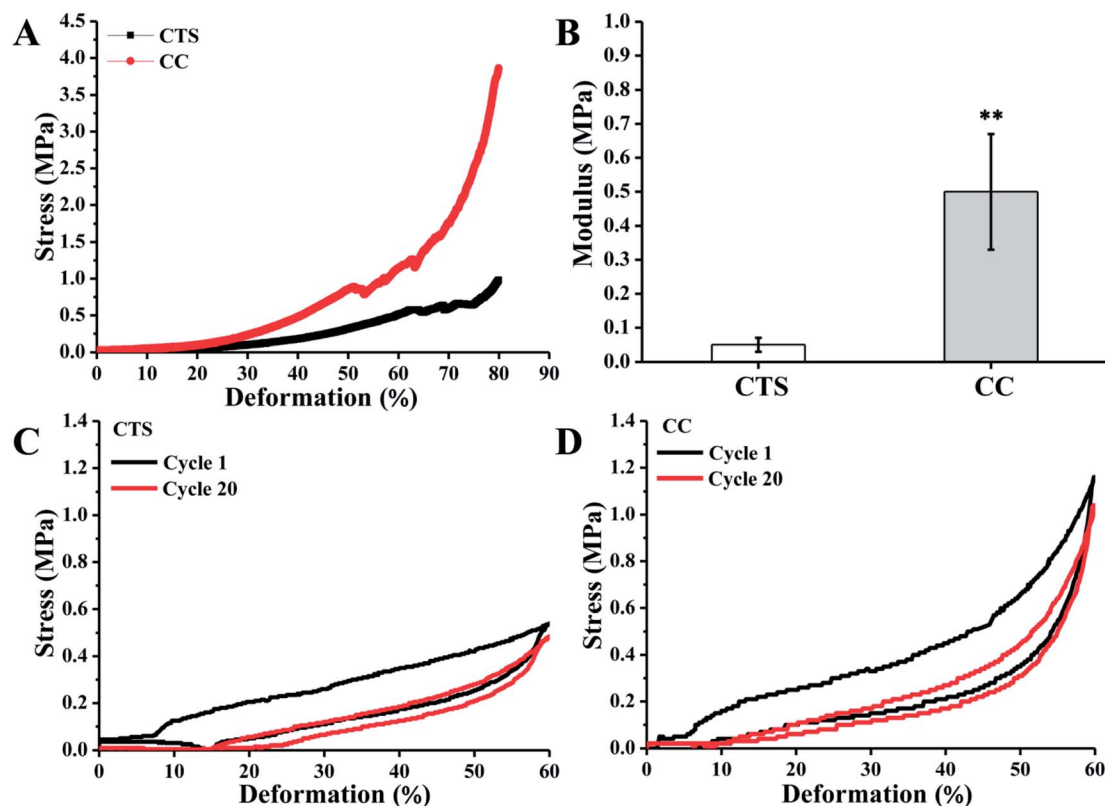 A
CTS
CC
Stress (MPa)
4.5
4.0
3.5
3.0
2.5
2.0
1.5
1.0
0.5
0.0
0 10 20 30 40 50 60 70 80 90
Deformation (%)
B
Modulus (MPa)
1.0
0.9
0.8
0.7
0.6
0.5
0.4
0.3
0.2
0.1
0.0
**
CTS CC
C
CTS
Cycle 1
Cycle 20
Stress (MPa)
1.4
1.2
1.0
0.8
0.6
0.4
0.2
0.0
0 10 20 30 40 50 60
Deformation (%)
D
CC
Cycle 1
Cycle 20
Stress (MPa)
1.4
1.2
1.0
0.8
0.6
0.4
0.2
0.0
0 10 20 30 40 50 60
Deformation (%)